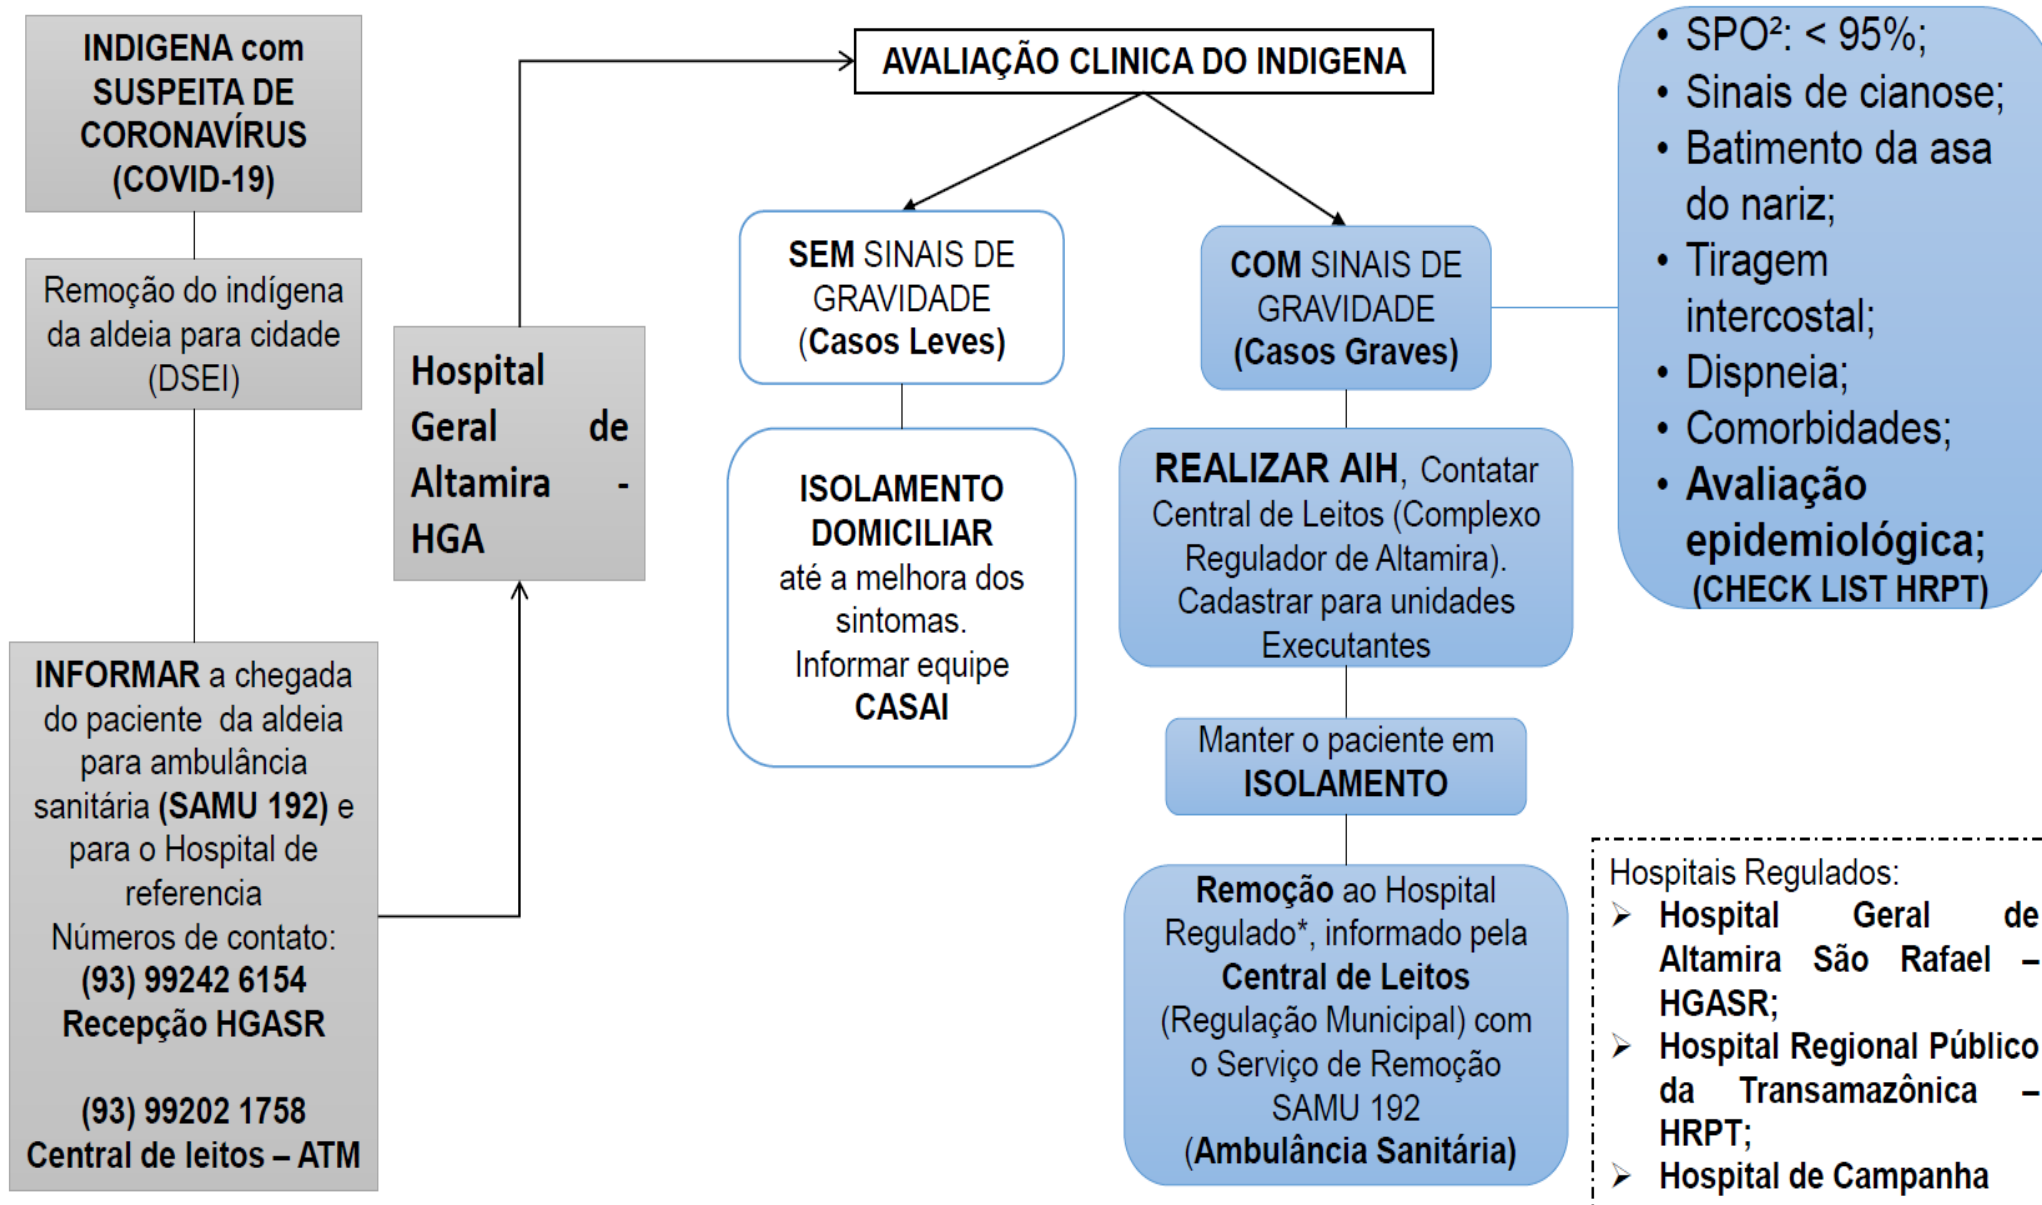 INDIGENA com
SUSPEITA DE
CORONAVÍRUS
(COVID-19)
Remoção do indígena
da aldeia para cidade
(DSEI)
INFORMAR a chegada
do paciente da aldeia
para ambulância
sanitária (SAMU 192) e
para o Hospital de
referencia
Números de contato:
(93) 99242 6154
Recepção HGASR
(93) 99202 1758
Central de leitos – ATM
Hospital
Geral de
Altamira -
HGA
AVALIAÇÃO CLINICA DO INDIGENA
SEM SINAIS DE
GRAVIDADE
(Casos Leves)
ISOLAMENTO
DOMICILIAR
até a melhora dos
sintomas.
Informar equipe
CASAI
COM SINAIS DE
GRAVIDADE
(Casos Graves)
REALIZAR AIH, Contatar
Central de Leitos (Complexo
Regulador de Altamira).
Cadastrar para unidades
Executantes
Manter o paciente em
ISOLAMENTO
Remoção ao Hospital
Regulado*, informado pela
Central de Leitos
(Regulação Municipal) com
o Serviço de Remoção
SAMU 192
(Ambulância Sanitária)
• SPO²: < 95%;
• Sinais de cianose;
• Batimento da asa
do nariz;
• Tiragem
intercostal;
• Dispneia;
• Comorbidades;
• Avaliação
epidemiológica;
(CHECK LIST HRPT)
Hospitais Regulados:
➢ Hospital Geral de
Altamira São Rafael –
HGASR;
➢ Hospital Regional Público
da Transamazônica –
HRPT;
➢ Hospital de Campanha